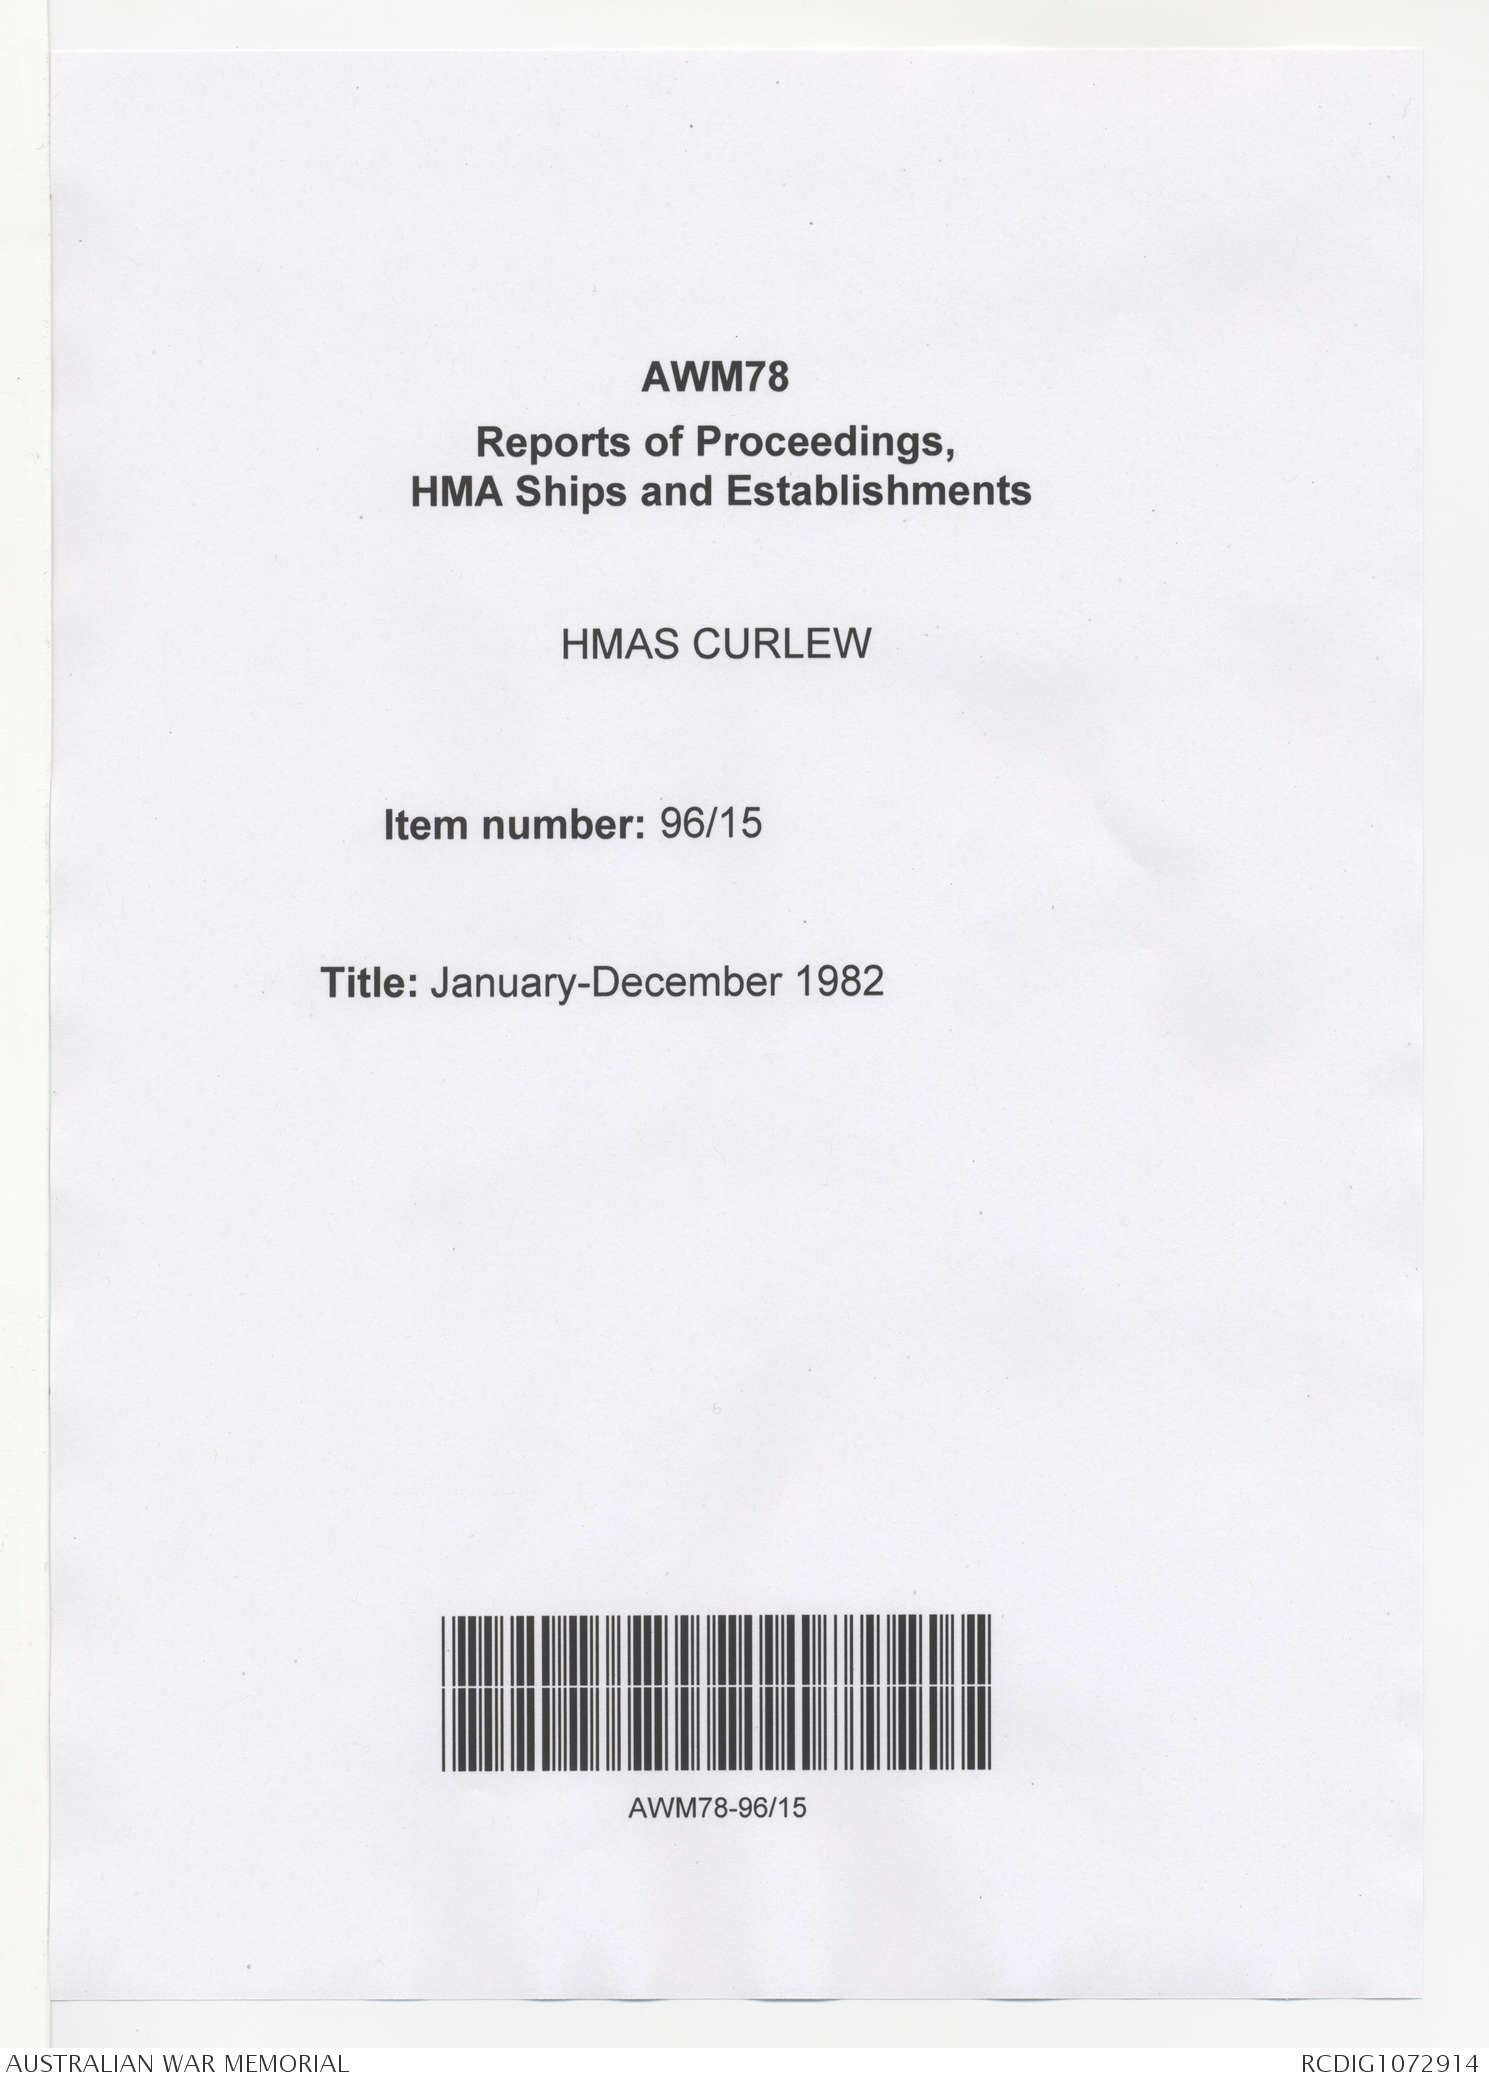 AWM78
Reports of Proceedings,
HMA Ships and Establishments
HMAS CURLEW
Item number: 96/15
Title: January-December 1982
AWM78-96/15
AUSTRALIAN WAR MEMORIAL
RCDIG1072914